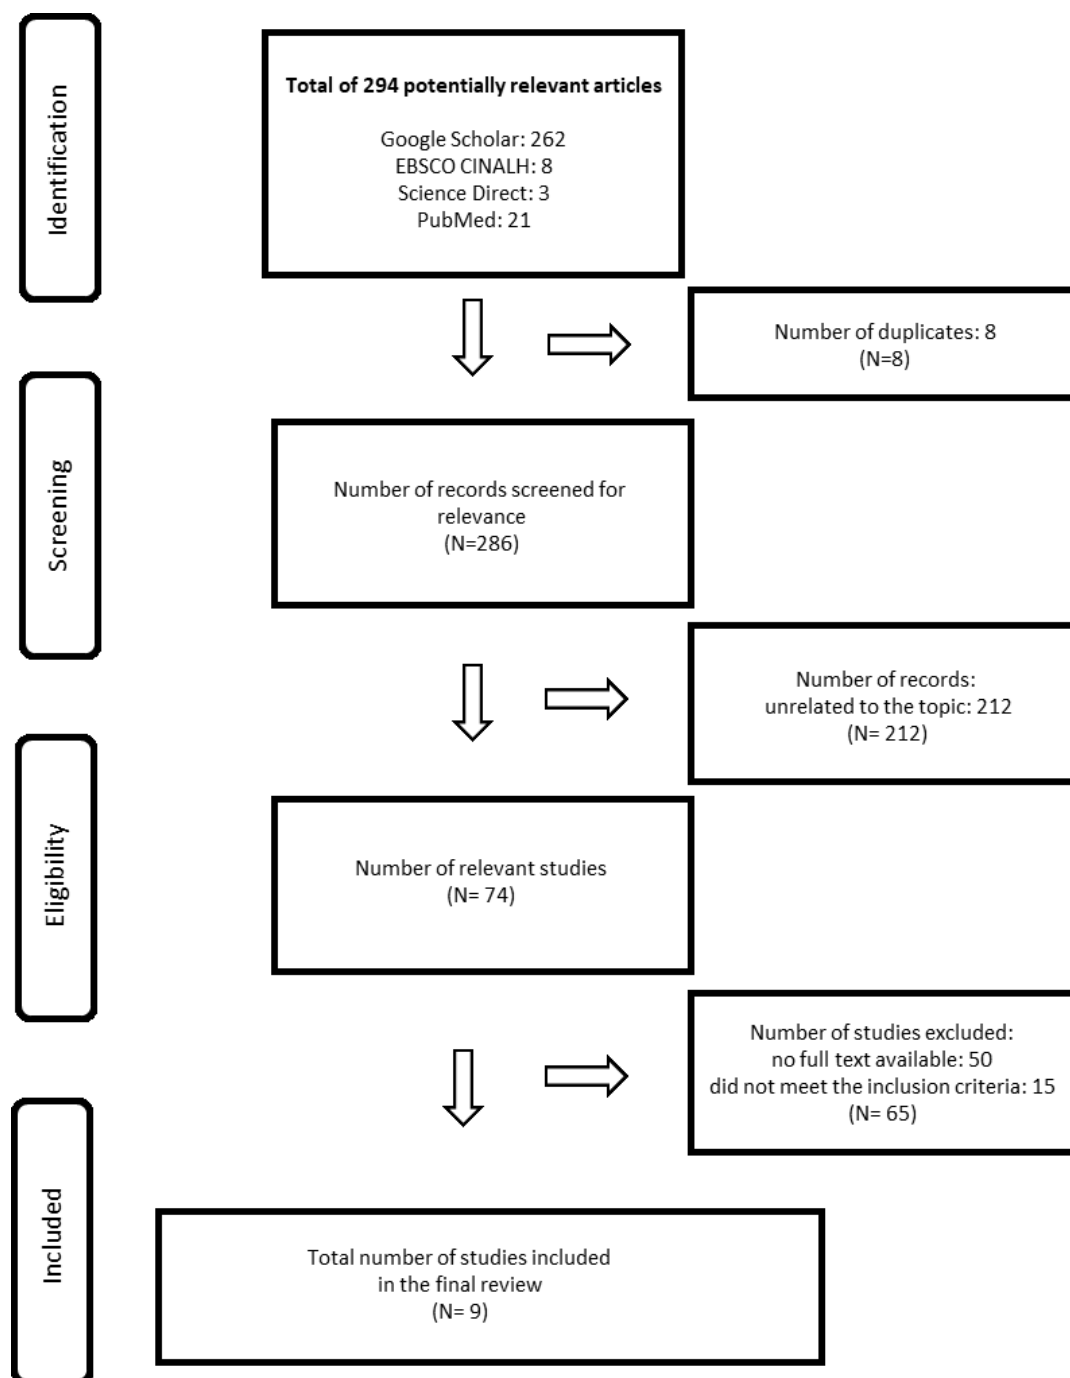 Identification
Total of 294 potentially relevant articles
Google Scholar: 262
EBSCO CINALH: 8
Science Direct: 3
PubMed: 21
Number of duplicates: 8
(N=8)
Screening
Number of records screened for
relevance
(N=286)
Number of records:
unrelated to the topic: 212
(N= 212)
Eligibility
Number of relevant studies
(N= 74)
Number of studies excluded:
no full text available: 50
did not meet the inclusion criteria: 15
(N= 65)
Included
Total number of studies included
in the final review
(N= 9)